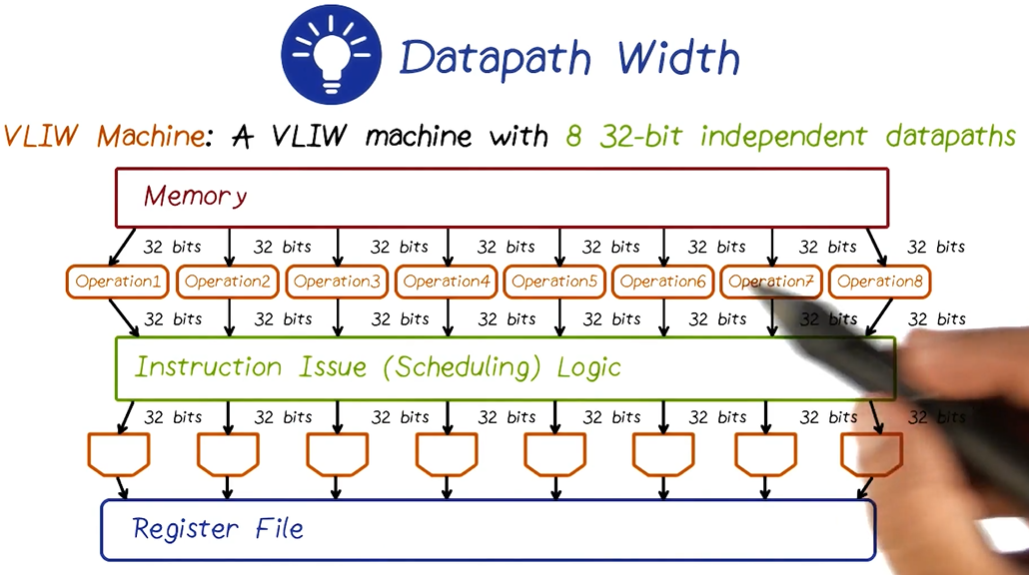 Datapath Width
VLIW Machine: A VLIW machine with 8 32-bit independent datapaths
Memory
32 bits 32 bits 32 bits 32 bits 32 bits 32 bits 32 bits 32 bits
Operation1 Operation2 Operation3 Operation4 Operation5 Operation6 Operation7 Operation8
32 bits 32 bits 32 bits 32 bits 32 bits 32 bits 32 bits 32 bits
Instruction Issue (Scheduling) Logic
32 bits 32 bits 32 bits 32 bits 32 bits 32 bits 32 bits 32 bits
Register File